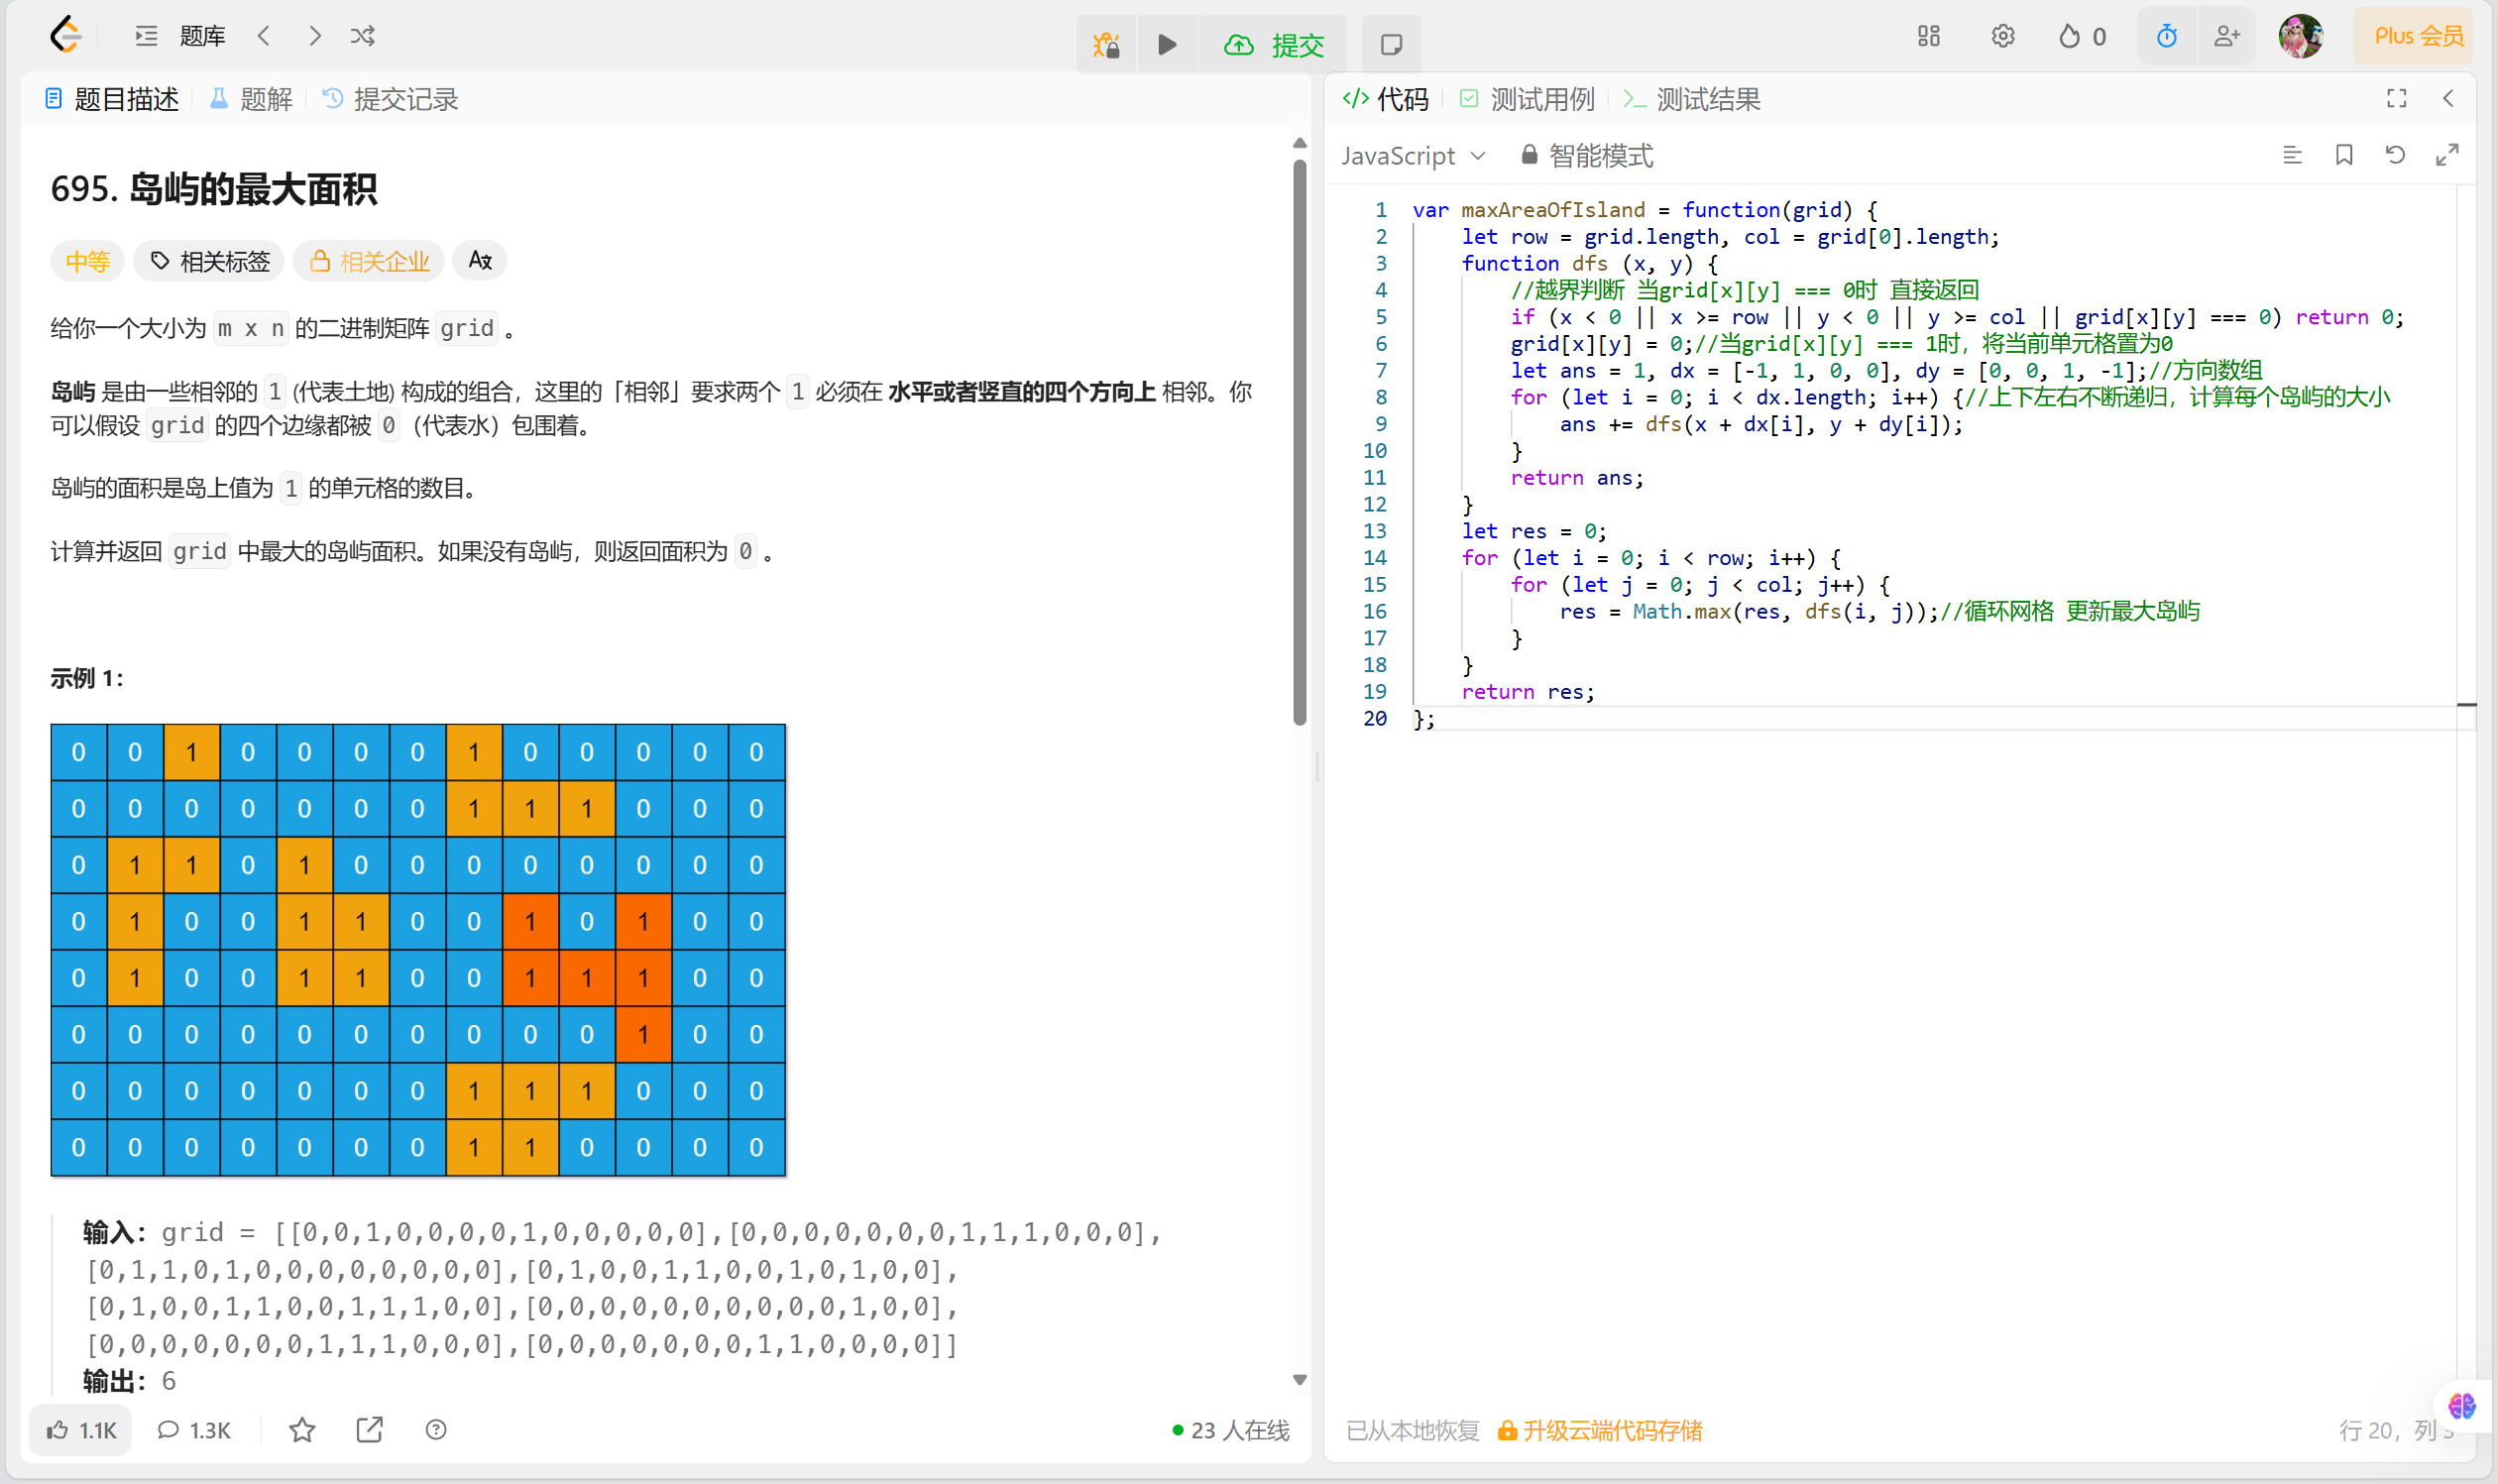 题库
提交
0
Plus 会员
题目描述
题解
提交记录
695. 岛屿的最大面积
中等
相关标签
相关企业
给你一个大小为 m x n 的二进制矩阵 grid 。
岛屿 是由一些相邻的 1 (代表土地) 构成的组合，这里的「相邻」要求两个 1 必须在 水平或者竖直的四个方向上 相邻。你
可以假设 grid 的四个边缘都被 0（代表水）包围着。
岛屿的面积是岛上值为 1 的单元格的数目。
计算并返回 grid 中最大的岛屿面积。如果没有岛屿，则返回面积为 0 。
示例 1：
0 0 1 0 0 0 0 1 0 0 0 0 0
0 0 0 0 0 0 0 1 1 1 0 0 0
0 1 1 0 1 0 0 0 0 0 0 0 0
0 1 0 0 1 1 0 0 1 0 1 0 0
0 1 0 0 1 1 0 0 1 1 1 0 0
0 0 0 0 0 0 0 0 0 0 1 0 0
0 0 0 0 0 0 0 1 1 1 0 0 0
0 0 0 0 0 0 0 1 1 0 0 0 0
输入：grid = [[0,0,1,0,0,0,0,1,0,0,0,0,0],[0,0,0,0,0,0,0,1,1,1,0,0,0],
[0,1,1,0,1,0,0,0,0,0,0,0,0],[0,1,0,0,1,1,0,0,1,0,1,0,0],
[0,1,0,0,1,1,0,0,1,1,1,0,0],[0,0,0,0,0,0,0,0,0,0,1,0,0],
[0,0,0,0,0,0,0,1,1,1,0,0,0],[0,0,0,0,0,0,0,1,1,0,0,0,0]]
输出：6
1.1K
1.3K
23 人在线
代码
测试用例
测试结果
JavaScript
智能模式
1 var maxAreaOfIsland = function(grid) {
2 let row = grid.length, col = grid[0].length;
3 function dfs (x, y) {
4 //越界判断 当grid[x][y] === 0时 直接返回
5 if (x < 0 || x >= row || y < 0 || y >= col || grid[x][y] === 0) return 0;
6 grid[x][y] = 0;//当grid[x][y] === 1时，将当前单元格置为0
7 let ans = 1, dx = [-1, 1, 0, 0], dy = [0, 0, 1, -1];//方向数组
8 for (let i = 0; i < dx.length; i++) {//上下左右不断递归，计算每个岛屿的大小
9 ans += dfs(x + dx[i], y + dy[i]);
10 }
11 return ans;
12 }
13 let res = 0;
14 for (let i = 0; i < row; i++) {
15 for (let j = 0; j < col; j++) {
16 res = Math.max(res, dfs(i, j));//循环网格 更新最大岛屿
17 }
18 }
19 return res;
20 };
已从本地恢复
升级云端代码存储
行 20，列